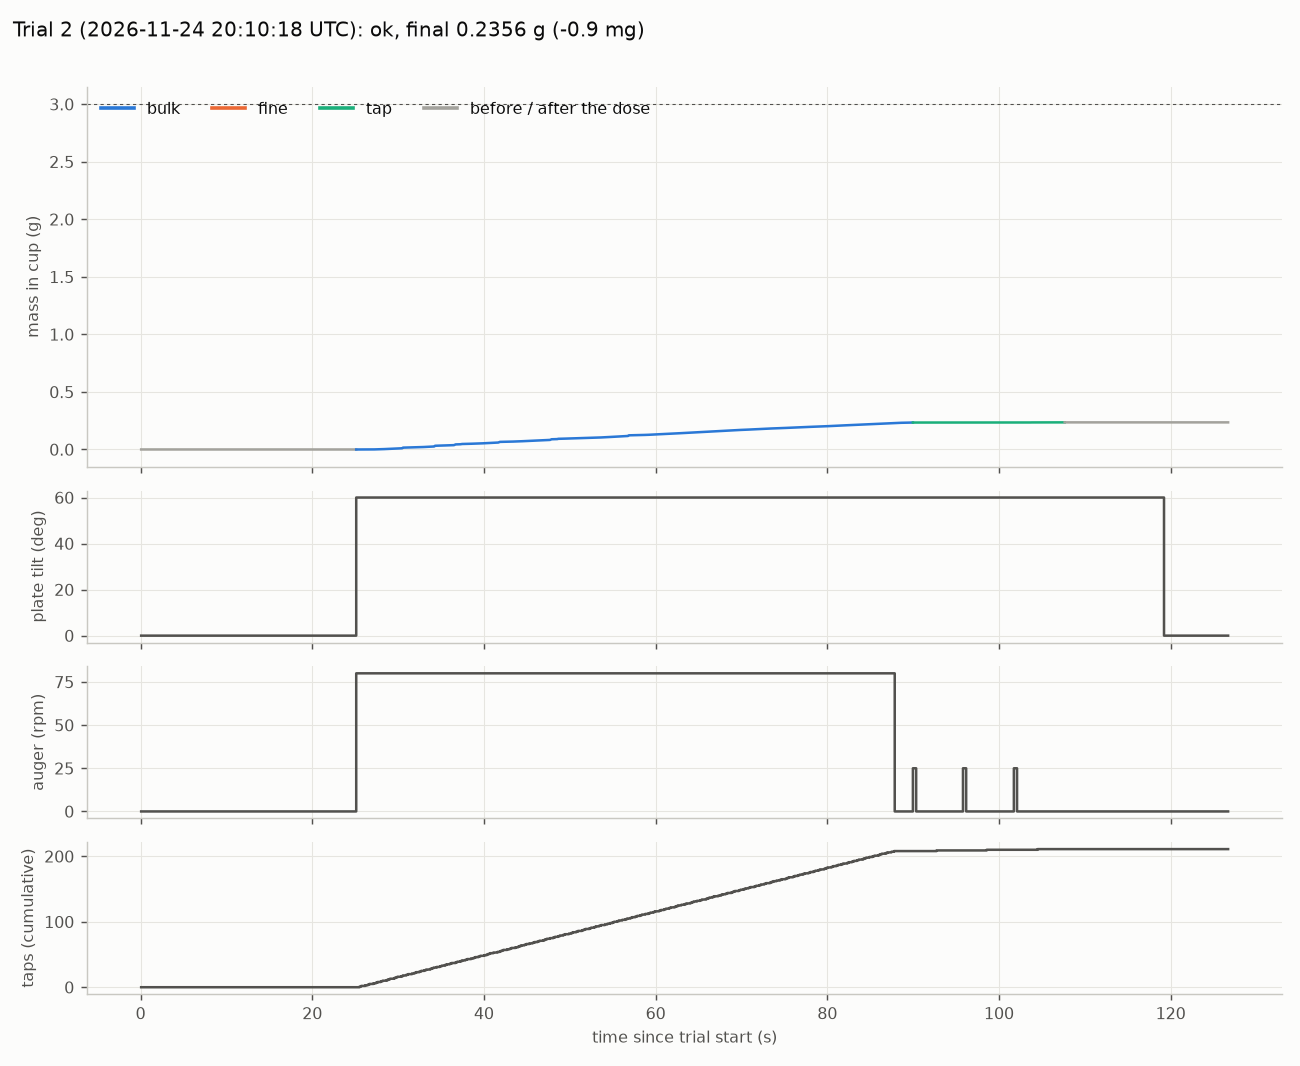 Trial 2 (2026-11-24 20:10:18 UTC): ok, final 0.2356 g (-0.9 mg)
bulk fine tap before / after the dose
mass in cup (g)
3.0
2.5
2.0
1.5
1.0
0.5
0.0
plate tilt (deg)
60
40
20
0
auger (rpm)
75
50
25
0
taps (cumulative)
200
100
0
0 20 40 60 80 100 120
time since trial start (s)